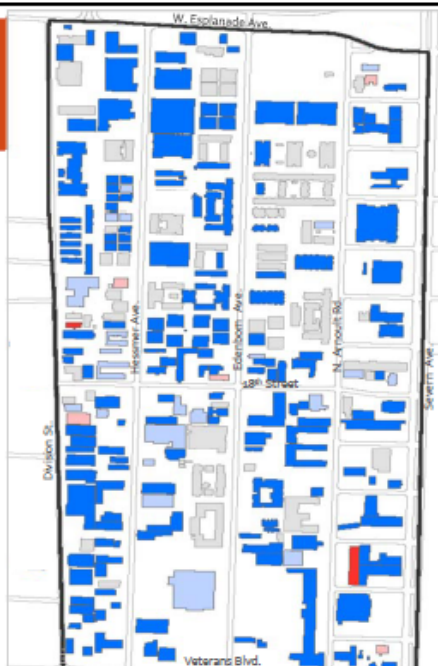 W. Esplanade Ave.
Hessmer Ave.
Edenborn Ave.
N. Arnoult Rd
Severn Ave.
18th Street
Division St.
Veterans Blvd.